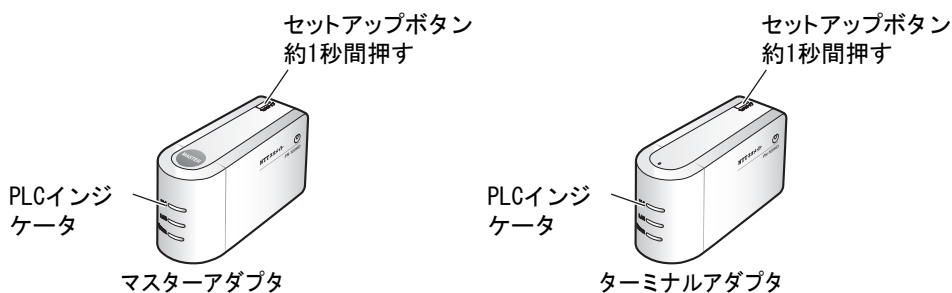 セットアップボタン
約1秒間押す
MASTER
PLCインジ
ケータ
マスターアダプタ
セットアップボタン
約1秒間押す
PLCインジ
ケータ
ターミナルアダプタ